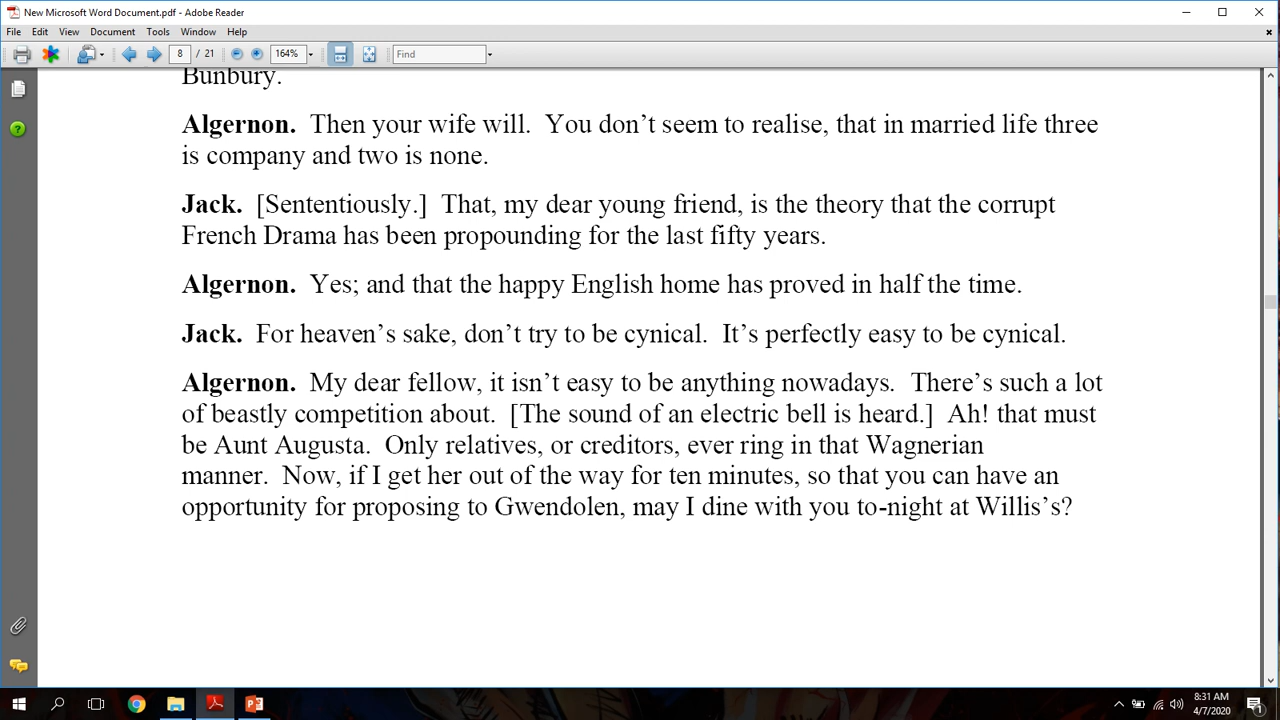 New Microsoft Word Document.pdf - Adobe Reader
File Edit View Document Tools Window Help
8 / 21 164% Find
Bunbury.
Algernon. Then your wife will. You don’t seem to realise, that in married life three
is company and two is none.
Jack. [Sententiously.] That, my dear young friend, is the theory that the corrupt
French Drama has been propounding for the last fifty years.
Algernon. Yes; and that the happy English home has proved in half the time.
Jack. For heaven’s sake, don’t try to be cynical. It’s perfectly easy to be cynical.
Algernon. My dear fellow, it isn’t easy to be anything nowadays. There’s such a lot
of beastly competition about. [The sound of an electric bell is heard.] Ah! that must
be Aunt Augusta. Only relatives, or creditors, ever ring in that Wagnerian
manner. Now, if I get her out of the way for ten minutes, so that you can have an
opportunity for proposing to Gwendolen, may I dine with you to-night at Willis’s?
8:31 AM
4/7/2020
1